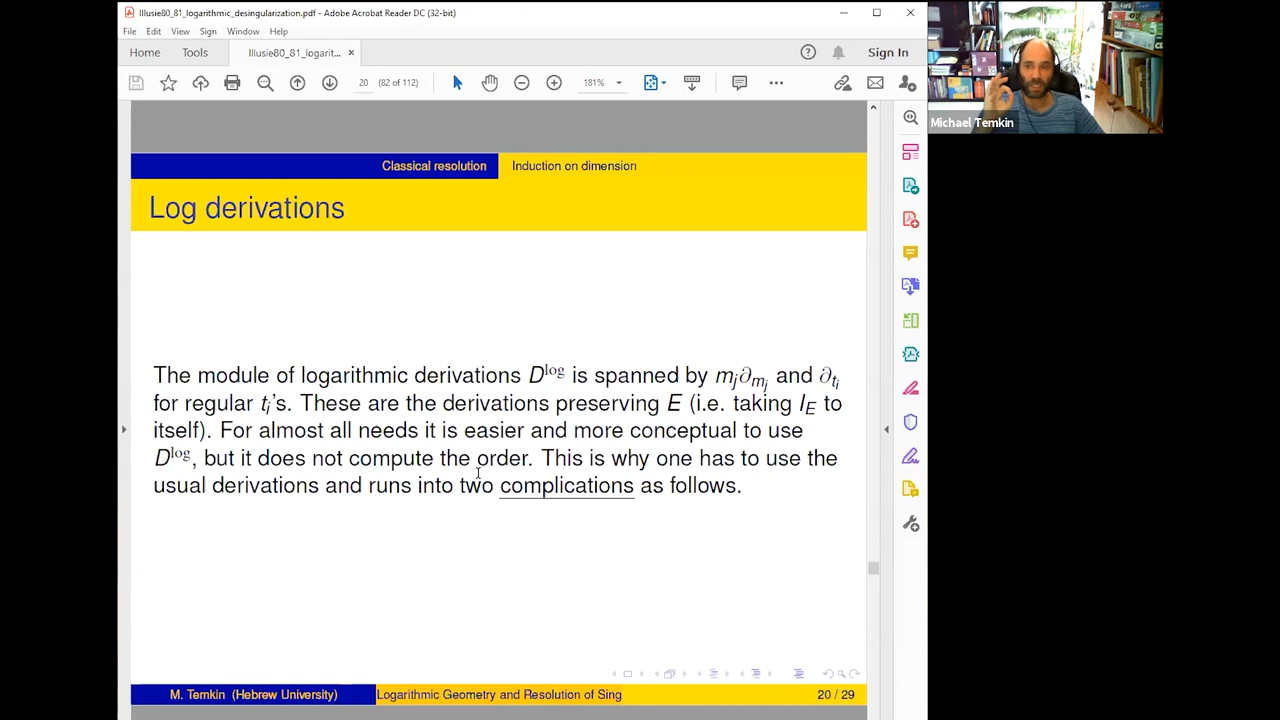 Illusie80_81_logarithmic_desingularization.pdf - Adobe Acrobat Reader DC (32-bit)
File Edit View Sign Window Help
Home Tools Illusie80_81_logarit... × Sign In
20 (82 of 112) 181%
Michael Temkin
Classical resolution Induction on dimension
Log derivations
The module of logarithmic derivations D^log is spanned by m_j∂_{m_j} and ∂_{t_i}
for regular t_i's. These are the derivations preserving E (i.e. taking I_E to
itself). For almost all needs it is easier and more conceptual to use
D^log, but it does not compute the order. This is why one has to use the
usual derivations and runs into two complications as follows.
M. Temkin (Hebrew University) Logarithmic Geometry and Resolution of Sing 20 / 29